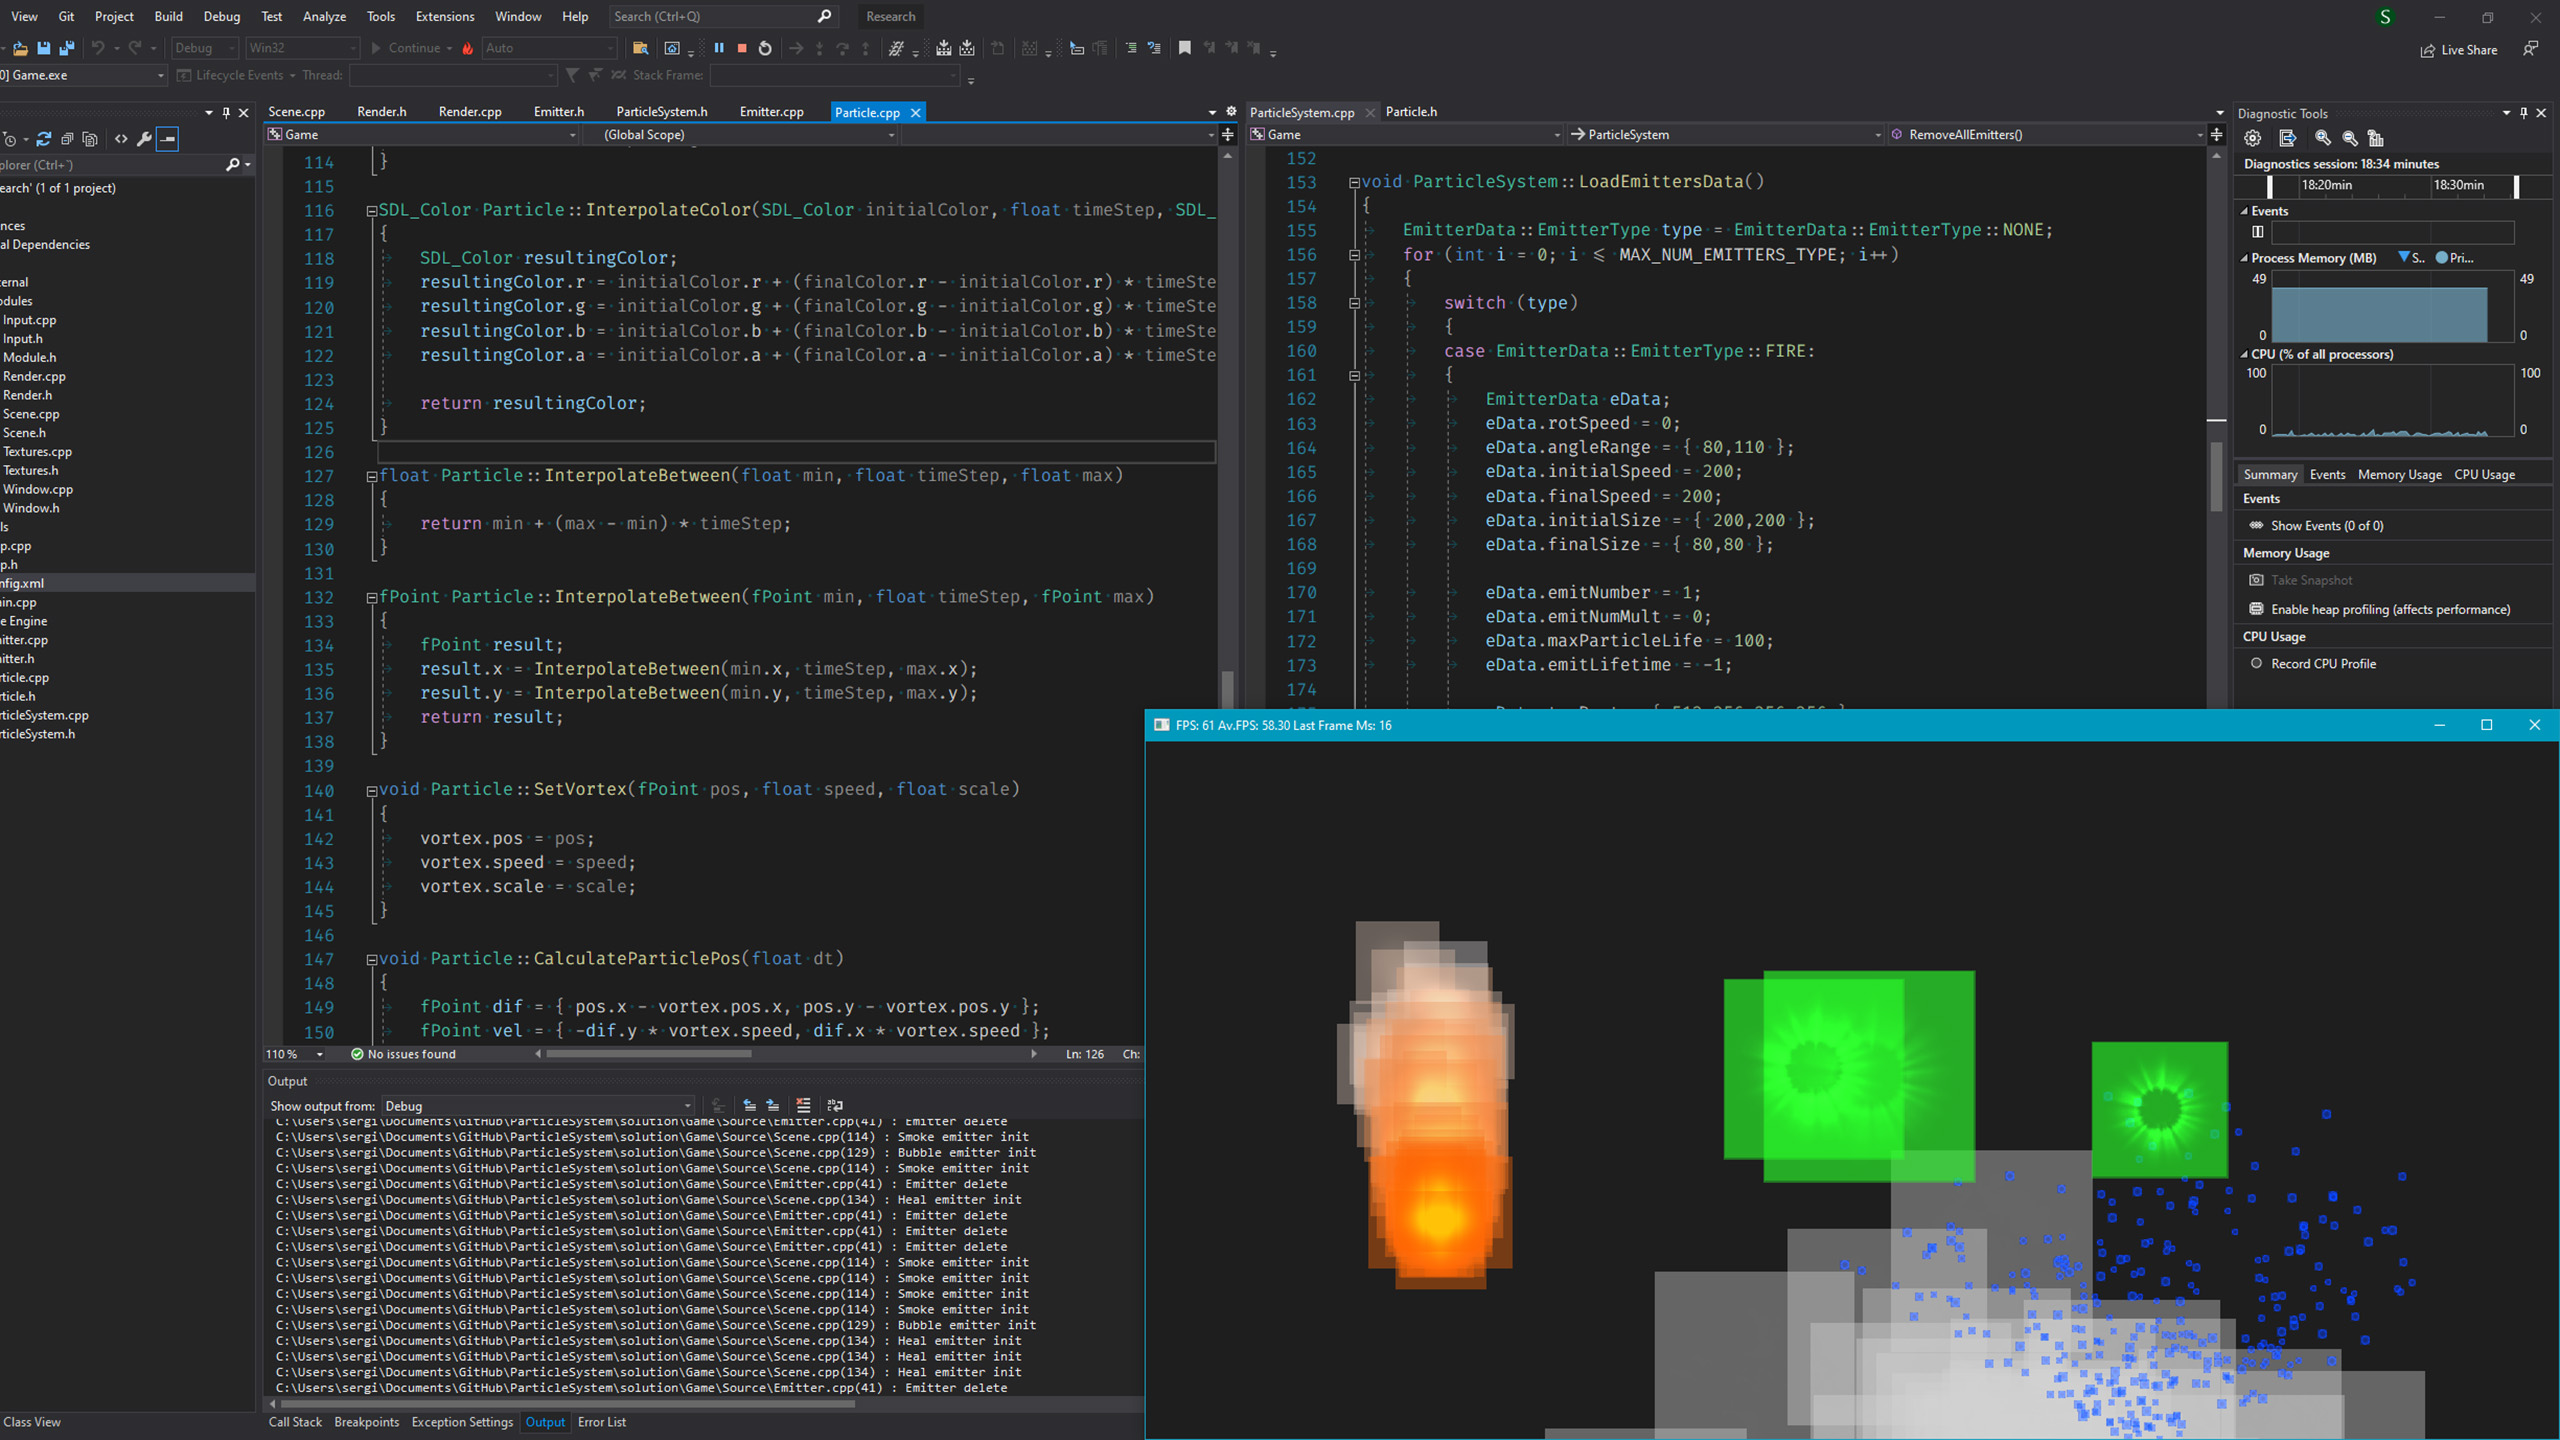 View Git Project Build Debug Test Analyze Tools Extensions Window Help Search (Ctrl+Q) Research S
Debug Win32 Continue Auto Live Share
0] Game.exe Lifecycle Events Thread: Stack Frame:
Scene.cpp Render.h Render.cpp Emitter.h ParticleSystem.h Emitter.cpp Particle.cpp
Game (Global Scope)
plorer (Ctrl+¨)
earch' (1 of 1 project)
nces
al Dependencies
ernal
odules
Input.cpp
Input.h
Module.h
Render.cpp
Render.h
Scene.cpp
Scene.h
Textures.cpp
Textures.h
Window.cpp
Window.h
ls
p.cpp
p.h
nfig.xml
in.cpp
e Engine
itter.cpp
itter.h
rticle.cpp
rticle.h
rticleSystem.cpp
rticleSystem.h
Class View
114 }
115
116 SDL_Color Particle::InterpolateColor(SDL_Color initialColor, float timeStep, SDL_
117 {
118 SDL_Color resultingColor;
119 resultingColor.r = initialColor.r + (finalColor.r - initialColor.r) * timeSte
120 resultingColor.g = initialColor.g + (finalColor.g - initialColor.g) * timeSte
121 resultingColor.b = initialColor.b + (finalColor.b - initialColor.b) * timeSte
122 resultingColor.a = initialColor.a + (finalColor.a - initialColor.a) * timeSte
123
124 return resultingColor;
125 }
126
127 float Particle::InterpolateBetween(float min, float timeStep, float max)
128 {
129 return min + (max - min) * timeStep;
130 }
131
132 fPoint Particle::InterpolateBetween(fPoint min, float timeStep, fPoint max)
133 {
134 fPoint result;
135 result.x = InterpolateBetween(min.x, timeStep, max.x);
136 result.y = InterpolateBetween(min.y, timeStep, max.y);
137 return result;
138 }
139
140 void Particle::SetVortex(fPoint pos, float speed, float scale)
141 {
142 vortex.pos = pos;
143 vortex.speed = speed;
144 vortex.scale = scale;
145 }
146
147 void Particle::CalculateParticlePos(float dt)
148 {
149 fPoint dif = { pos.x - vortex.pos.x, pos.y - vortex.pos.y };
150 fPoint vel = { -dif.y * vortex.speed, dif.x * vortex.speed };
110 % No issues found Ln: 126 Ch:
Output
Show output from: Debug
C:\Users\sergi\Documents\GitHub\ParticleSystem\solution\Game\Source\Emitter.cpp(41) : Emitter delete
C:\Users\sergi\Documents\GitHub\ParticleSystem\solution\Game\Source\Scene.cpp(114) : Smoke emitter init
C:\Users\sergi\Documents\GitHub\ParticleSystem\solution\Game\Source\Scene.cpp(129) : Bubble emitter init
C:\Users\sergi\Documents\GitHub\ParticleSystem\solution\Game\Source\Scene.cpp(114) : Smoke emitter init
C:\Users\sergi\Documents\GitHub\ParticleSystem\solution\Game\Source\Emitter.cpp(41) : Emitter delete
C:\Users\sergi\Documents\GitHub\ParticleSystem\solution\Game\Source\Scene.cpp(134) : Heal emitter init
C:\Users\sergi\Documents\GitHub\ParticleSystem\solution\Game\Source\Emitter.cpp(41) : Emitter delete
C:\Users\sergi\Documents\GitHub\ParticleSystem\solution\Game\Source\Emitter.cpp(41) : Emitter delete
C:\Users\sergi\Documents\GitHub\ParticleSystem\solution\Game\Source\Emitter.cpp(41) : Emitter delete
C:\Users\sergi\Documents\GitHub\ParticleSystem\solution\Game\Source\Scene.cpp(114) : Smoke emitter init
C:\Users\sergi\Documents\GitHub\ParticleSystem\solution\Game\Source\Scene.cpp(114) : Smoke emitter init
C:\Users\sergi\Documents\GitHub\ParticleSystem\solution\Game\Source\Scene.cpp(114) : Smoke emitter init
C:\Users\sergi\Documents\GitHub\ParticleSystem\solution\Game\Source\Scene.cpp(114) : Smoke emitter init
C:\Users\sergi\Documents\GitHub\ParticleSystem\solution\Game\Source\Scene.cpp(129) : Bubble emitter init
C:\Users\sergi\Documents\GitHub\ParticleSystem\solution\Game\Source\Scene.cpp(134) : Heal emitter init
C:\Users\sergi\Documents\GitHub\ParticleSystem\solution\Game\Source\Scene.cpp(134) : Heal emitter init
C:\Users\sergi\Documents\GitHub\ParticleSystem\solution\Game\Source\Scene.cpp(134) : Heal emitter init
C:\Users\sergi\Documents\GitHub\ParticleSystem\solution\Game\Source\Emitter.cpp(41) : Emitter delete
Call Stack Breakpoints Exception Settings Output Error List
ParticleSystem.cpp Particle.h
Game ParticleSystem RemoveAllEmitters()
152
153 void ParticleSystem::LoadEmittersData()
154 {
155 EmitterData::EmitterType type = EmitterData::EmitterType::NONE;
156 for (int i = 0; i <= MAX_NUM_EMITTERS_TYPE; i++)
157 {
158 switch (type)
159 {
160 case EmitterData::EmitterType::FIRE:
161 {
162 EmitterData eData;
163 eData.rotSpeed = 0;
164 eData.angleRange = { 80,110 };
165 eData.initialSpeed = 200;
166 eData.finalSpeed = 200;
167 eData.initialSize = { 200,200 };
168 eData.finalSize = { 80,80 };
169
170 eData.emitNumber = 1;
171 eData.emitNumMult = 0;
172 eData.maxParticleLife = 100;
173 eData.emitLifetime = -1;
174
Diagnostic Tools
Diagnostics session: 18:34 minutes
18:20min 18:30min
Events
Process Memory (MB) S.. Pri...
49 49
0 0
CPU (% of all processors)
100 100
0 0
Summary Events Memory Usage CPU Usage
Events
Show Events (0 of 0)
Memory Usage
Take Snapshot
Enable heap profiling (affects performance)
CPU Usage
Record CPU Profile
FPS: 61 Av.FPS: 58.30 Last Frame Ms: 16